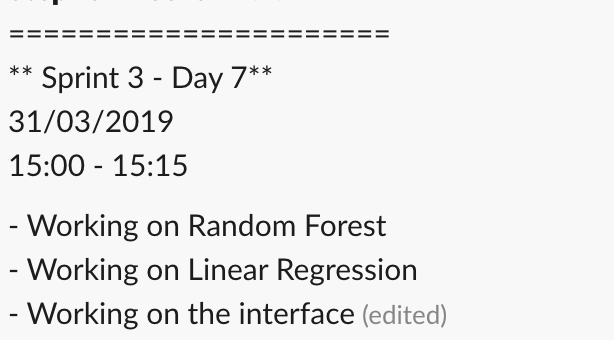 ======================
** Sprint 3 - Day 7**
31/03/2019
15:00 - 15:15
- Working on Random Forest
- Working on Linear Regression
- Working on the interface (edited)